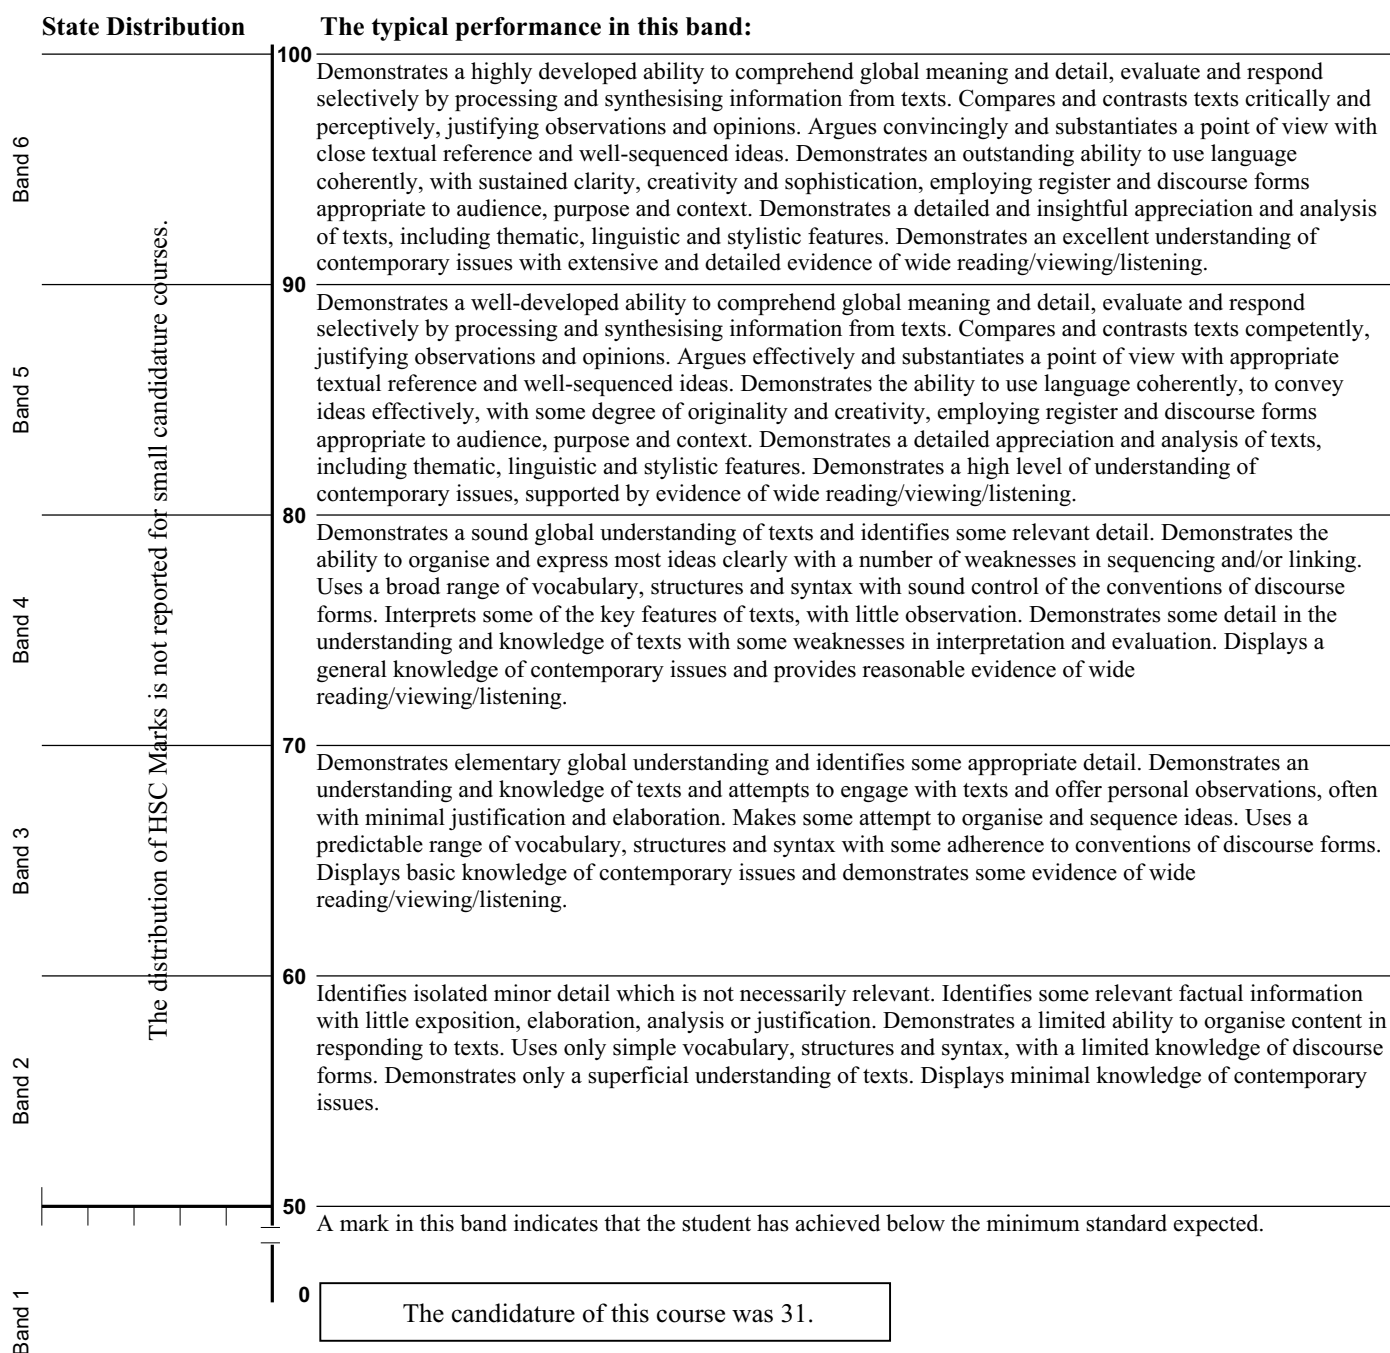 State Distribution
The typical performance in this band:
100
Band 6
Demonstrates a highly developed ability to comprehend global meaning and detail, evaluate and respond
selectively by processing and synthesising information from texts. Compares and contrasts texts critically and
perceptively, justifying observations and opinions. Argues convincingly and substantiates a point of view with
close textual reference and well-sequenced ideas. Demonstrates an outstanding ability to use language
coherently, with sustained clarity, creativity and sophistication, employing register and discourse forms
appropriate to audience, purpose and context. Demonstrates a detailed and insightful appreciation and analysis
of texts, including thematic, linguistic and stylistic features. Demonstrates an excellent understanding of
contemporary issues with extensive and detailed evidence of wide reading/viewing/listening.
90
Band 5
Demonstrates a well-developed ability to comprehend global meaning and detail, evaluate and respond
selectively by processing and synthesising information from texts. Compares and contrasts texts competently,
justifying observations and opinions. Argues effectively and substantiates a point of view with appropriate
textual reference and well-sequenced ideas. Demonstrates the ability to use language coherently, to convey
ideas effectively, with some degree of originality and creativity, employing register and discourse forms
appropriate to audience, purpose and context. Demonstrates a detailed appreciation and analysis of texts,
including thematic, linguistic and stylistic features. Demonstrates a high level of understanding of
contemporary issues, supported by evidence of wide reading/viewing/listening.
80
Band 4
Demonstrates a sound global understanding of texts and identifies some relevant detail. Demonstrates the
ability to organise and express most ideas clearly with a number of weaknesses in sequencing and/or linking.
Uses a broad range of vocabulary, structures and syntax with sound control of the conventions of discourse
forms. Interprets some of the key features of texts, with little observation. Demonstrates some detail in the
understanding and knowledge of texts with some weaknesses in interpretation and evaluation. Displays a
general knowledge of contemporary issues and provides reasonable evidence of wide
reading/viewing/listening.
70
Band 3
Demonstrates elementary global understanding and identifies some appropriate detail. Demonstrates an
understanding and knowledge of texts and attempts to engage with texts and offer personal observations, often
with minimal justification and elaboration. Makes some attempt to organise and sequence ideas. Uses a
predictable range of vocabulary, structures and syntax with some adherence to conventions of discourse forms.
Displays basic knowledge of contemporary issues and demonstrates some evidence of wide
reading/viewing/listening.
60
Band 2
Identifies isolated minor detail which is not necessarily relevant. Identifies some relevant factual information
with little exposition, elaboration, analysis or justification. Demonstrates a limited ability to organise content in
responding to texts. Uses only simple vocabulary, structures and syntax, with a limited knowledge of discourse
forms. Demonstrates only a superficial understanding of texts. Displays minimal knowledge of contemporary
issues.
50
A mark in this band indicates that the student has achieved below the minimum standard expected.
0
Band 1
The candidature of this course was 31.
The distribution of HSC Marks is not reported for small candidature courses.